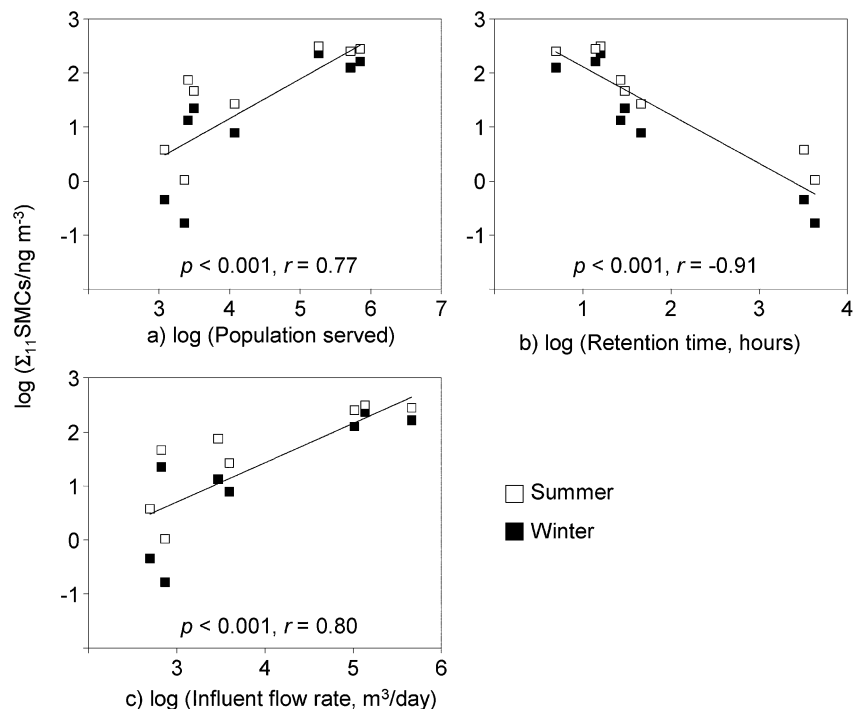 log (Σ₁₁SMCs/ng m⁻³)
3
2
1
0
-1
p < 0.001, r = 0.77
3 4 5 6 7
a) log (Population served)
3
2
1
0
-1
p < 0.001, r = -0.91
1 2 3 4
b) log (Retention time, hours)
3
2
1
0
-1
p < 0.001, r = 0.80
3 4 5 6
c) log (Influent flow rate, m³/day)
Summer
Winter